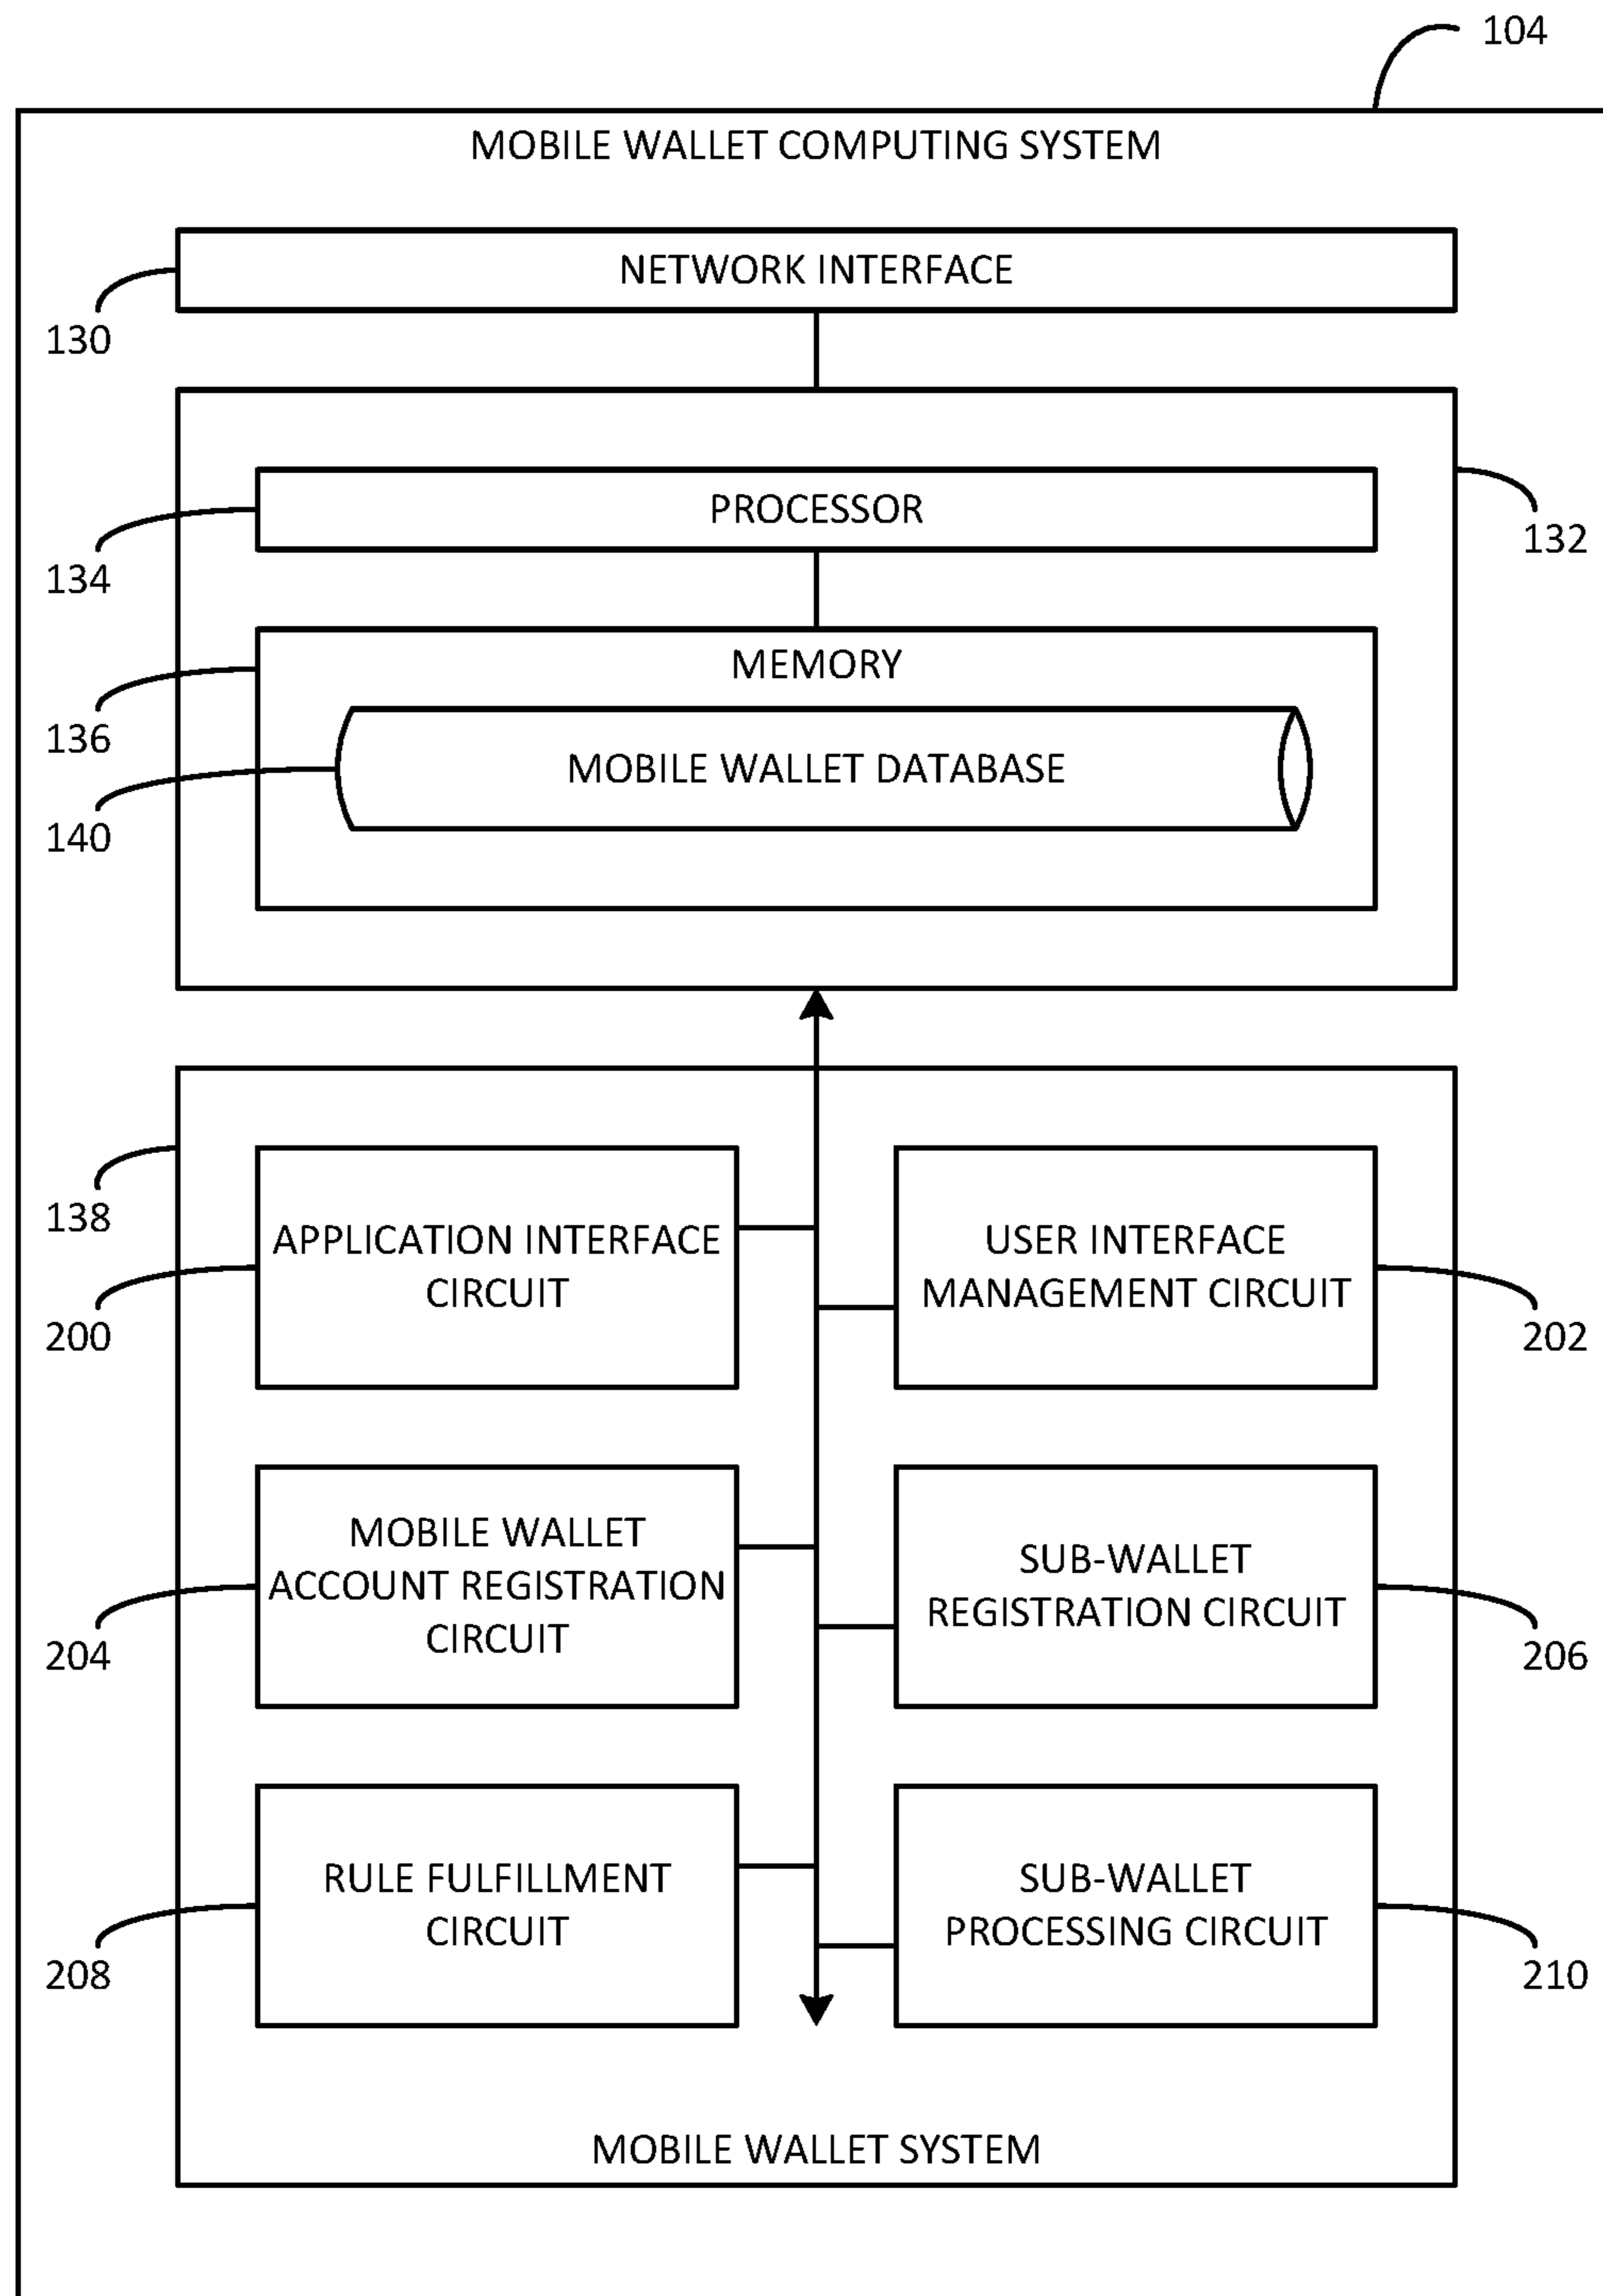 104
MOBILE WALLET COMPUTING SYSTEM
NETWORK INTERFACE
130
PROCESSOR
132
134
MEMORY
136
MOBILE WALLET DATABASE
140
138
APPLICATION INTERFACE
CIRCUIT
200
USER INTERFACE
MANAGEMENT CIRCUIT
202
MOBILE WALLET
ACCOUNT REGISTRATION
CIRCUIT
204
SUB-WALLET
REGISTRATION CIRCUIT
206
RULE FULFILLMENT
CIRCUIT
208
SUB-WALLET
PROCESSING CIRCUIT
210
MOBILE WALLET SYSTEM